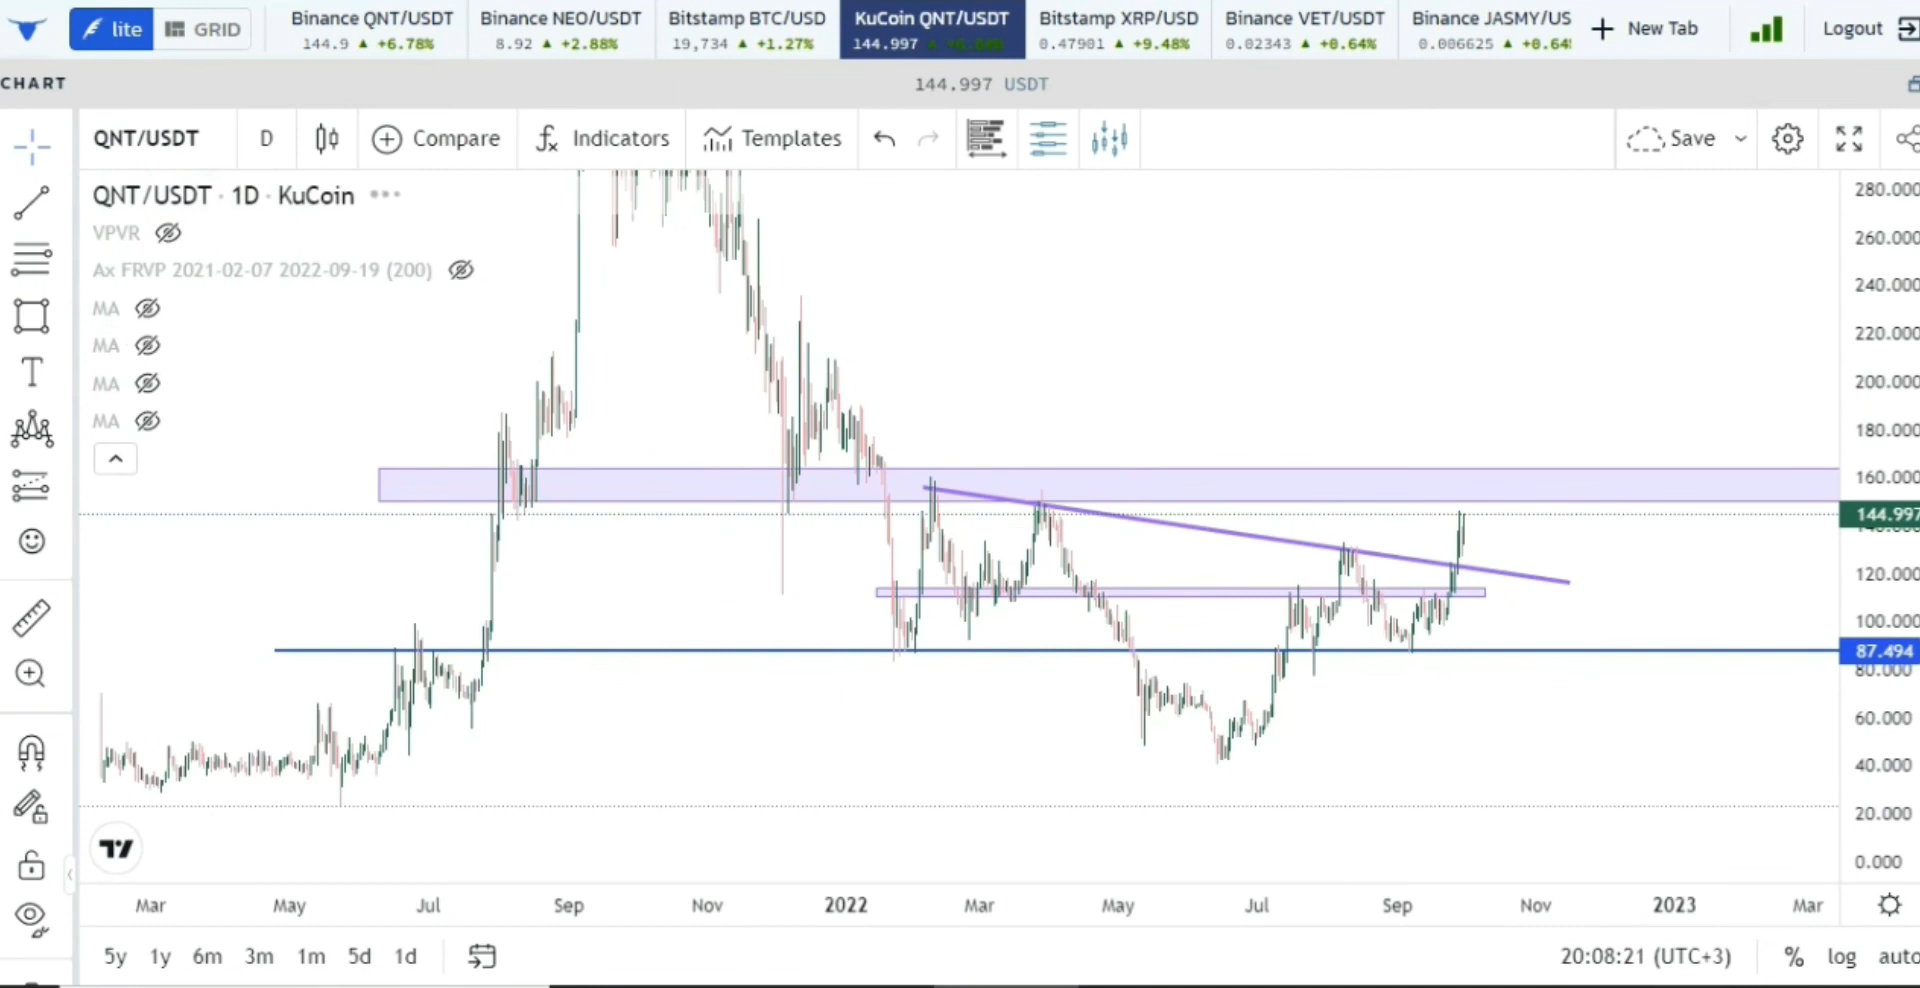 lite
GRID
Binance QNT/USDT
144.9 ▲ +6.78%
Binance NEO/USDT
8.92 ▲ +2.88%
Bitstamp BTC/USD
19,734 ▲ +1.27%
KuCoin QNT/USDT
144.997 ▲
Bitstamp XRP/USD
0.47901 ▲ +9.48%
Binance VET/USDT
0.02343 ▲ +0.64%
Binance JASMY/US
0.006625 ▲ +0.64
New Tab
Logout
CHART
144.997 USDT
QNT/USDT
D
Compare
Indicators
Templates
Save
QNT/USDT · 1D · KuCoin
VPVR
Ax FRVP 2021-02-07 2022-09-19 (200)
MA
MA
MA
MA
280.000
260.000
240.000
220.000
200.000
180.000
160.000
144.997
140.000
120.000
100.000
87.494
80.000
60.000
40.000
20.000
0.000
Mar
May
Jul
Sep
Nov
2022
Mar
May
Jul
Sep
Nov
2023
Mar
5y 1y 6m 3m 1m 5d 1d
20:08:21 (UTC+3)
% log auto